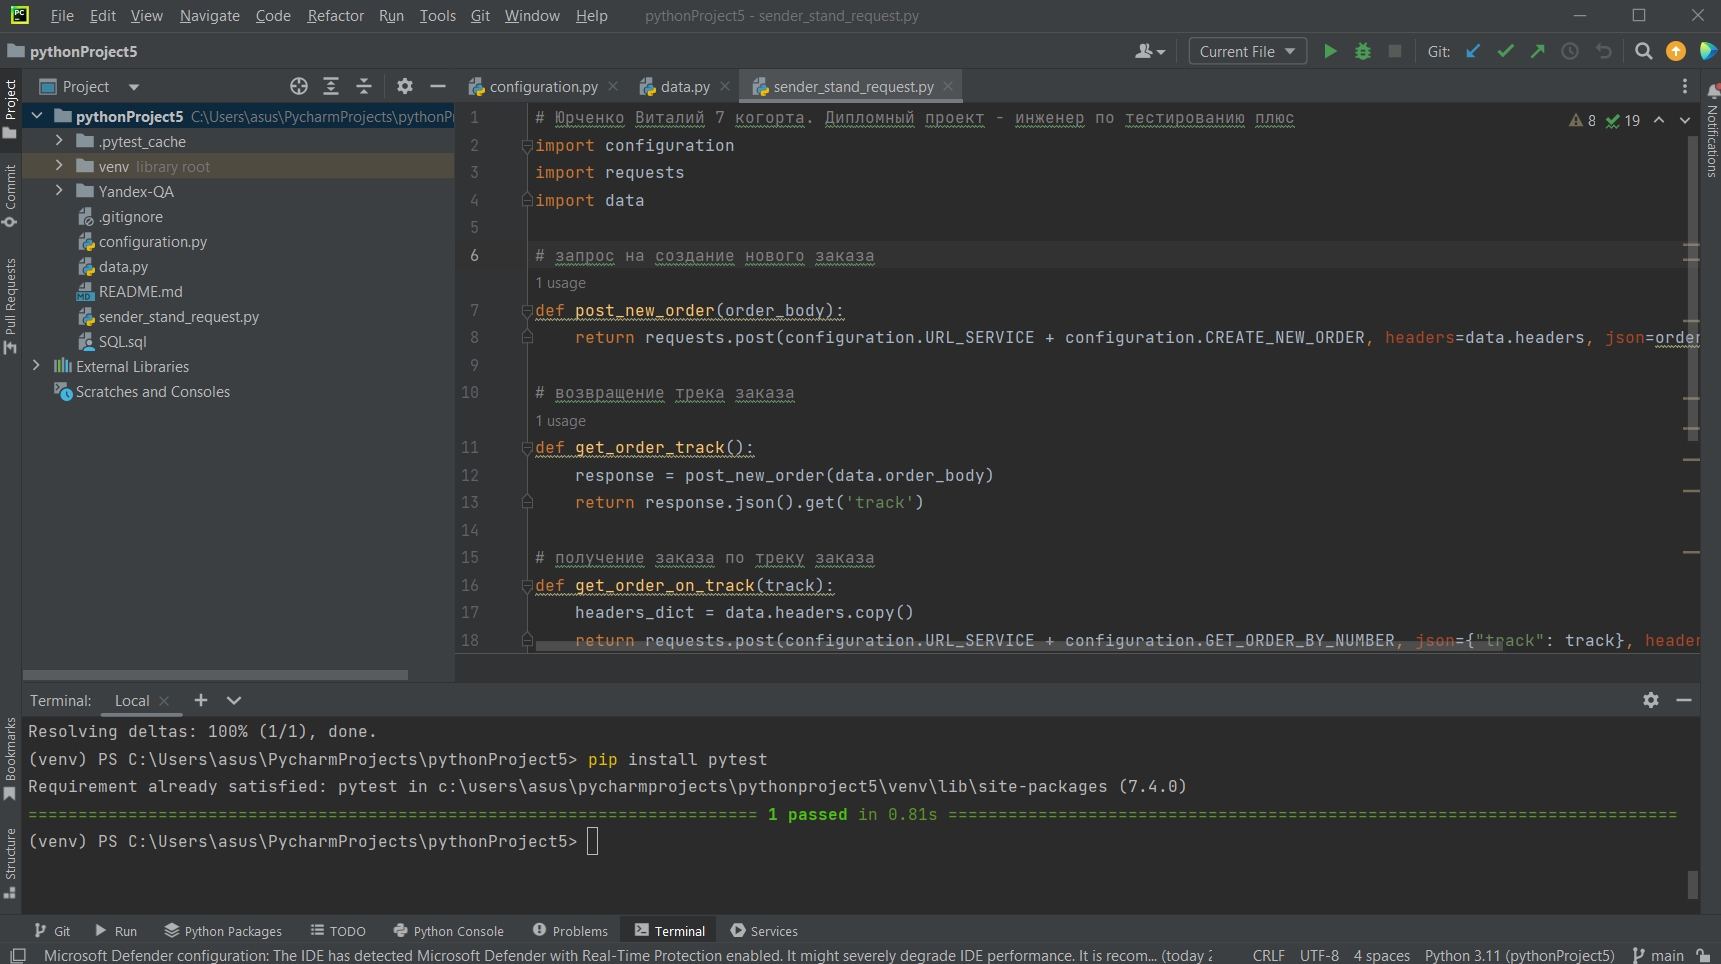 File Edit View Navigate Code Refactor Run Tools Git Window Help pythonProject5 - sender_stand_request.py
pythonProject5 Current File Git:
Project configuration.py data.py sender_stand_request.py
pythonProject5 C:\Users\asus\PycharmProjects\pythonP
.pytest_cache
venv library root
Yandex-QA
.gitignore
configuration.py
data.py
README.md
sender_stand_request.py
SQL.sql
External Libraries
Scratches and Consoles
Project
Commit
Pull Requests
Bookmarks
Structure
Notifications
8 19
1 # Юрченко Виталий 7 когорта. Дипломный проект - инженер по тестированию плюс
2 import configuration
3 import requests
4 import data
5
6 # запрос на создание нового заказа
1 usage
7 def post_new_order(order_body):
8 return requests.post(configuration.URL_SERVICE + configuration.CREATE_NEW_ORDER, headers=data.headers, json=order
9
10 # возвращение трека заказа
1 usage
11 def get_order_track():
12 response = post_new_order(data.order_body)
13 return response.json().get('track')
14
15 # получение заказа по треку заказа
16 def get_order_on_track(track):
17 headers_dict = data.headers.copy()
18 return requests.post(configuration.URL_SERVICE + configuration.GET_ORDER_BY_NUMBER, json={"track": track}, header
Terminal: Local
Resolving deltas: 100% (1/1), done.
(venv) PS C:\Users\asus\PycharmProjects\pythonProject5> pip install pytest
Requirement already satisfied: pytest in c:\users\asus\pycharmprojects\pythonproject5\venv\lib\site-packages (7.4.0)
========================================================================= 1 passed in 0.81s =========================================================================
(venv) PS C:\Users\asus\PycharmProjects\pythonProject5>
Git Run Python Packages TODO Python Console Problems Terminal Services
Microsoft Defender configuration: The IDE has detected Microsoft Defender with Real-Time Protection enabled. It might severely degrade IDE performance. It is recom... (today 2 CRLF UTF-8 4 spaces Python 3.11 (pythonProject5) main